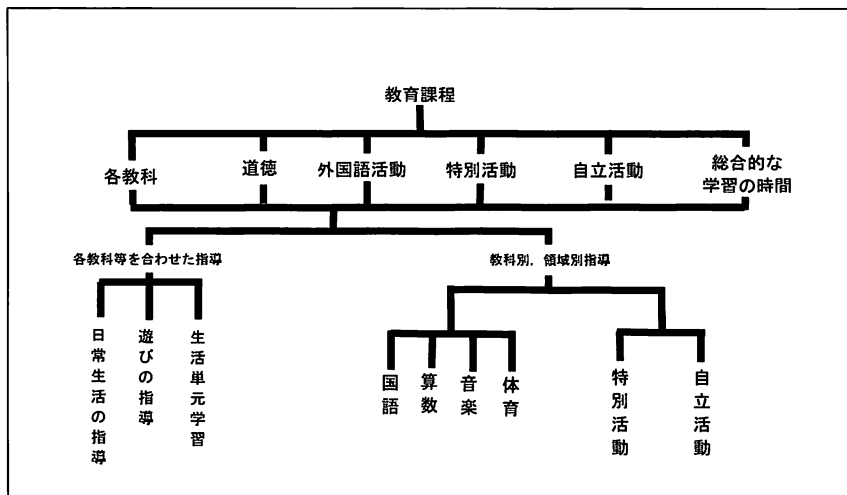 教育課程
各教科
道徳
外国語活動
特別活動
自立活動
総合的な
学習の時間
各教科等を合わせた指導
教科別，領域別指導
日常生活の指導
遊びの指導
生活単元学習
国語
算数
音楽
体育
特別活動
自立活動